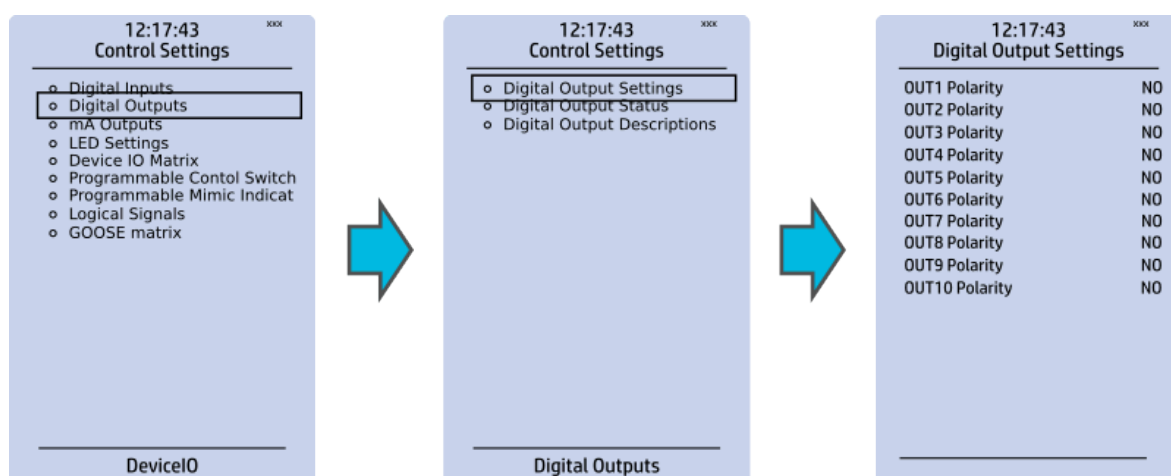 12:17:43 xxx
Control Settings
Digital Inputs
Digital Outputs
mA Outputs
LED Settings
Device IO Matrix
Programmable Contol Switch
Programmable Mimic Indicat
Logical Signals
GOOSE matrix
DeviceIO
12:17:43 xxx
Control Settings
Digital Output Settings
Digital Output Status
Digital Output Descriptions
Digital Outputs
12:17:43 xxx
Digital Output Settings
OUT1 Polarity NO
OUT2 Polarity NO
OUT3 Polarity NO
OUT4 Polarity NO
OUT5 Polarity NO
OUT6 Polarity NO
OUT7 Polarity NO
OUT8 Polarity NO
OUT9 Polarity NO
OUT10 Polarity NO